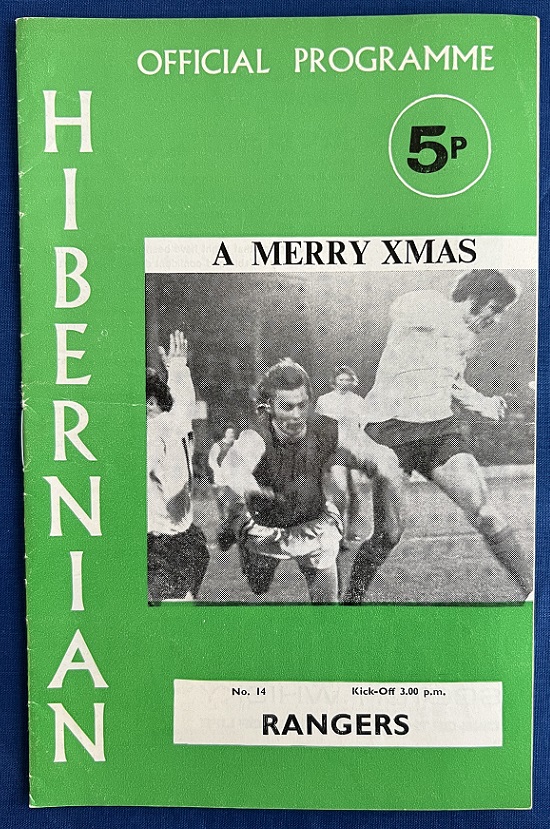 OFFICIAL PROGRAMME
HIBERNIAN
5P
A MERRY XMAS
No. 14 Kick-Off 3.00 p.m.
RANGERS